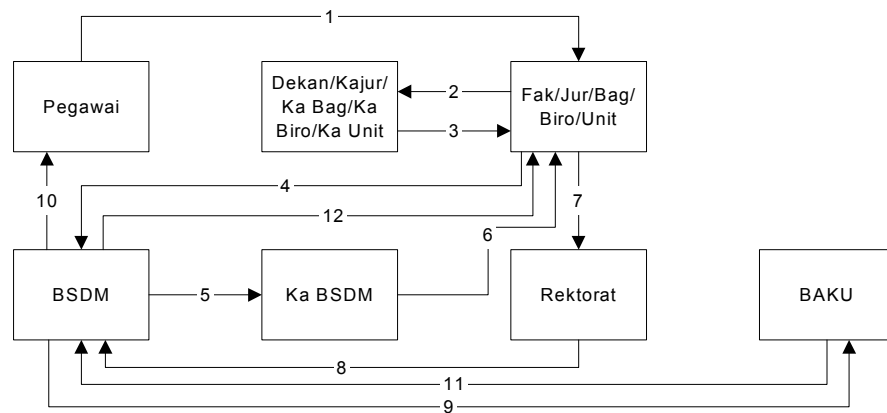 1
Pegawai
Dekan/Kajur/
Ka Bag/Ka
Biro/Ka Unit
2
3
Fak/Jur/Bag/
Biro/Unit
4
10
12
6
7
BSDM
5
Ka BSDM
Rektorat
BAKU
8
11
9